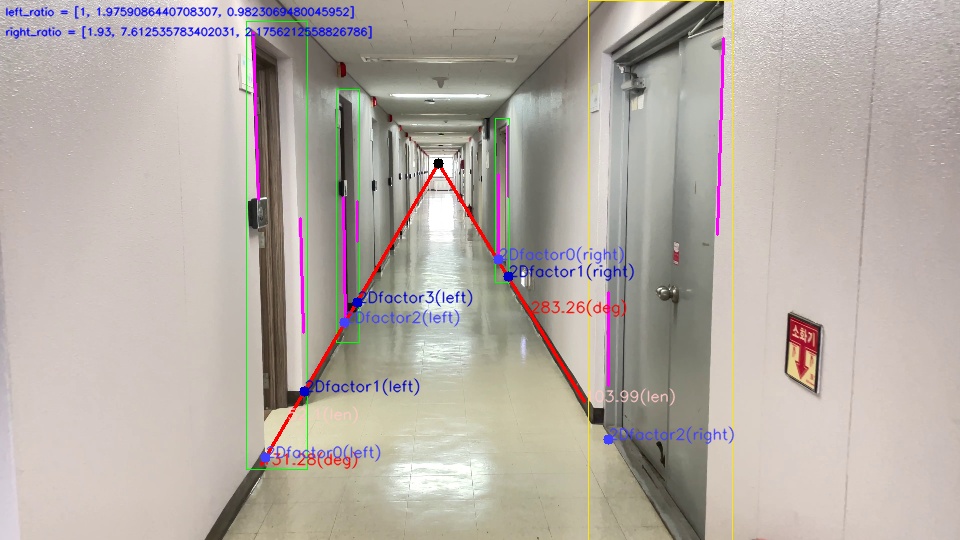 left_ratio = [1, 1.9759086440708307, 0.9823069480045952]
right_ratio = [1.93, 7.612535783402031, 2.1756212558826786]
2Dfactor0(right)
2Dfactor1(right)
2Dfactor3(left)
283.26(deg)
2Dfactor2(left)
소화기
2Dfactor1(left)
03.99(len)
(len)
2Dfactor2(right)
2Dfactor0(left)
31.28(deg)